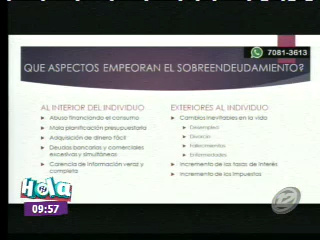 7081-3613
QUE ASPECTOS EMPEORAN EL SOBREENDEUDAMIENTO?
AL INTERIOR DEL INDIVIDUO
Abuso financiando el consumo
Mala planificación presupuestaria
Adquisición de dinero fácil
Deudas bancarias y comerciales
excesivas y simultáneas
Carencia de información veraz y
completa
EXTERIORES AL INDIVIDUO
Cambios inevitables en la vida
Desempleo
Divorcios
Fallecimientos
Enfermedades
Incremento de las tasas de interés
Incremento de los impuestos
Hola
09:57
12